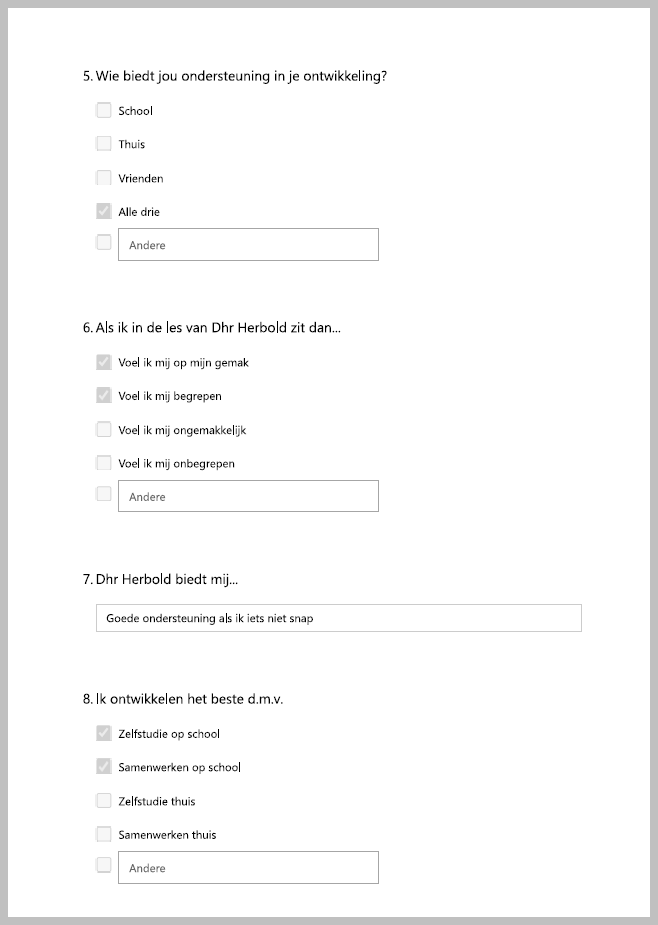 5. Wie biedt jou ondersteuning in je ontwikkeling?
School
Thuis
Vrienden
Alle drie
Andere
6. Als ik in de les van Dhr Herbold zit dan...
Voel ik mij op mijn gemak
Voel ik mij begrepen
Voel ik mij ongemakkelijk
Voel ik mij onbegrepen
Andere
7. Dhr Herbold biedt mij...
Goede ondersteuning als ik iets niet snap
8. Ik ontwikkelen het beste d.m.v.
Zelfstudie op school
Samenwerken op school
Zelfstudie thuis
Samenwerken thuis
Andere